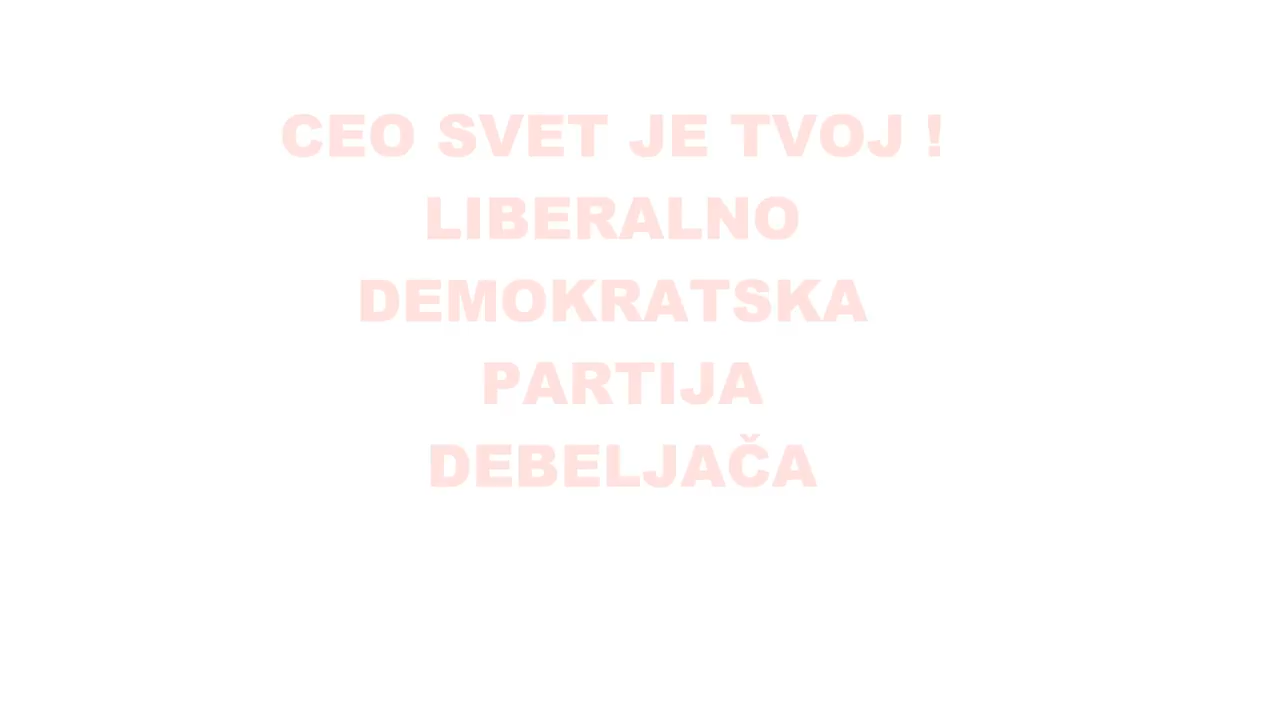 CEO SVET JE TVOJ !
LIBERALNO
DEMOKRATSKA
PARTIJA
DEBELJAČA